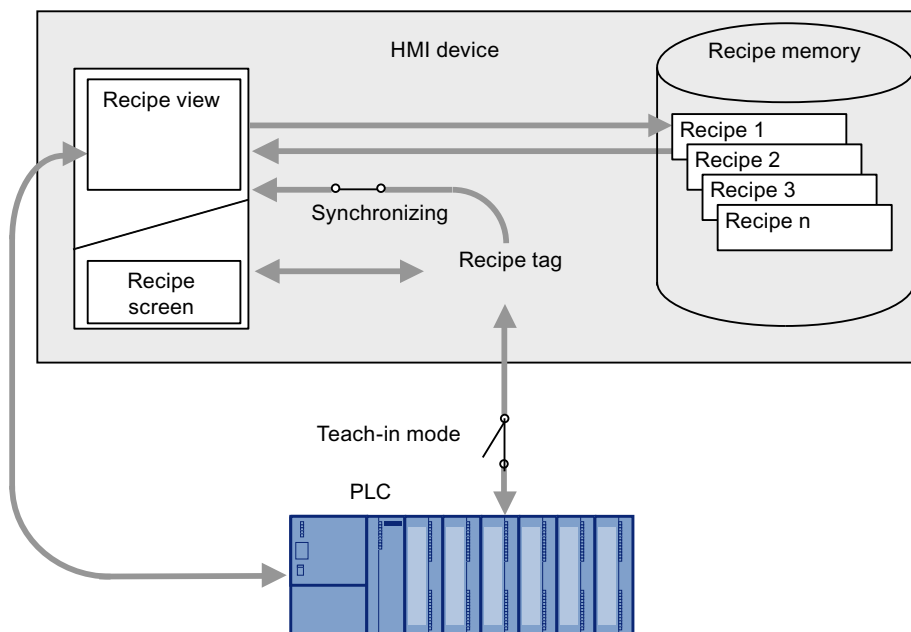 HMI device
Recipe memory
Recipe view
Recipe 1
Recipe 2
Recipe 3
Recipe n
Synchronizing
Recipe tag
Recipe
screen
Teach-in mode
PLC